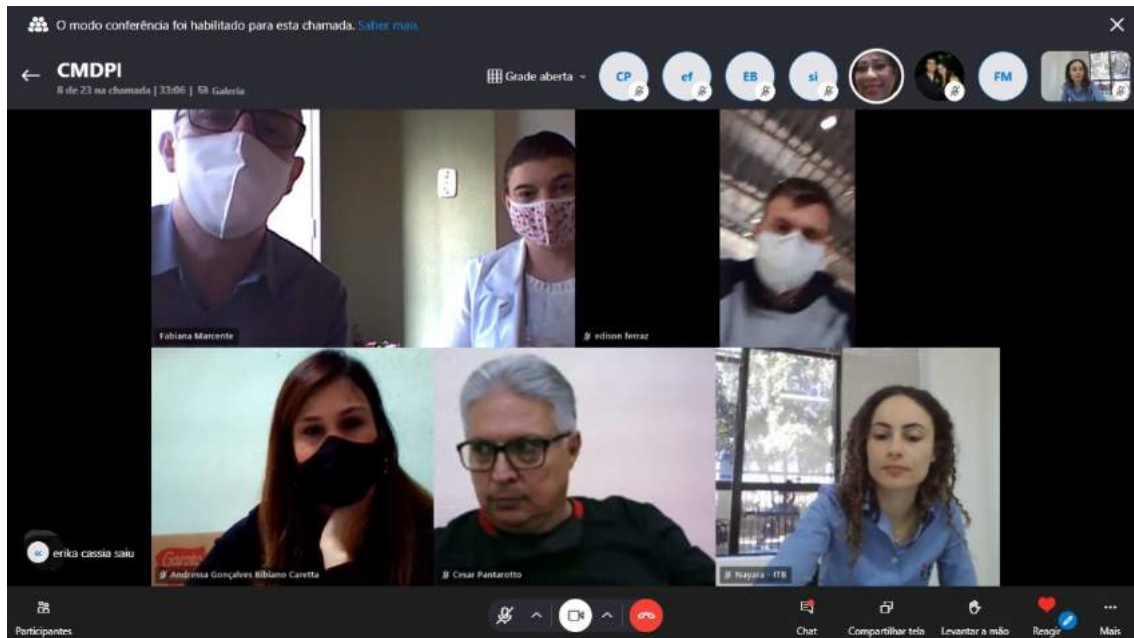 O modo conferência foi habilitado para esta chamada. Saber mais
CMDPI
8 de 23 na chamada | 33:06 | Galeria
Grade aberta
CP
ef
EB
si
FM
Fabiana Marcente
edison ferraz
Garoto
Andressa Gonçalves Bibiano Caretta
Cesar Pantarotto
Nayara - ITB
erika cassia saiu
Participantes
Chat
Compartilhar tela
Levantar a mão
Reagir
Mais